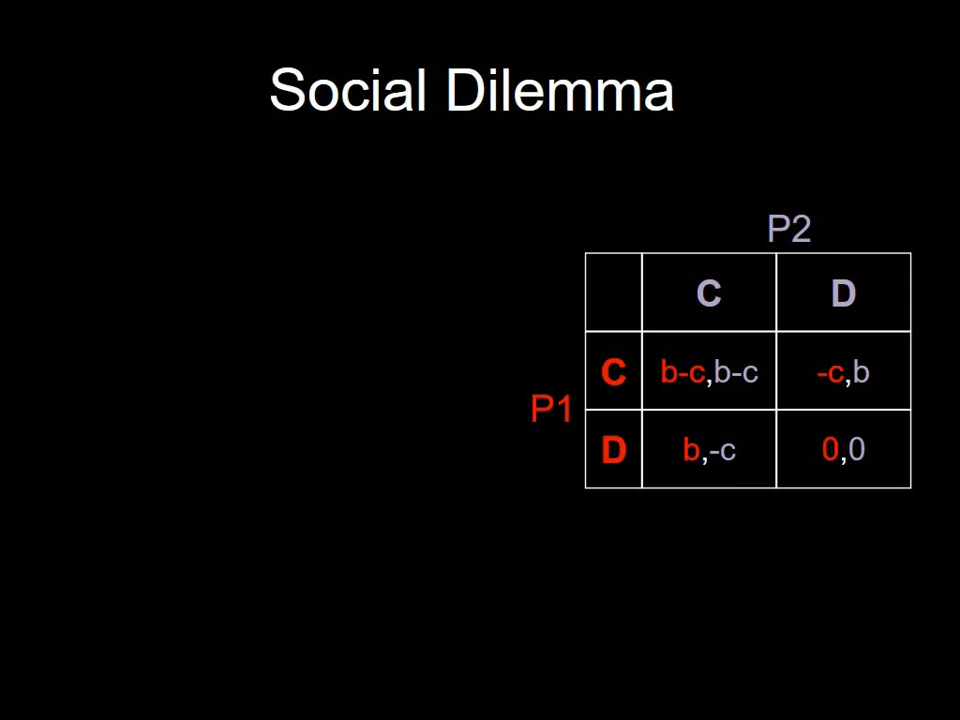 Social Dilemma
P2
C D
C b-c,b-c -c,b
P1
D b,-c 0,0